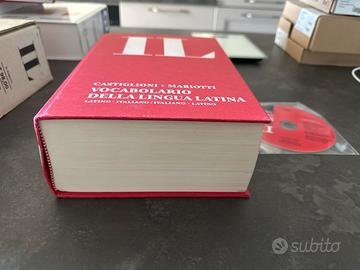 IL
CASTIGLIONI - MARIOTTI
VOCABOLARIO
DELLA LINGUA LATINA
LATINO - ITALIANO / ITALIANO - LATINO
subito